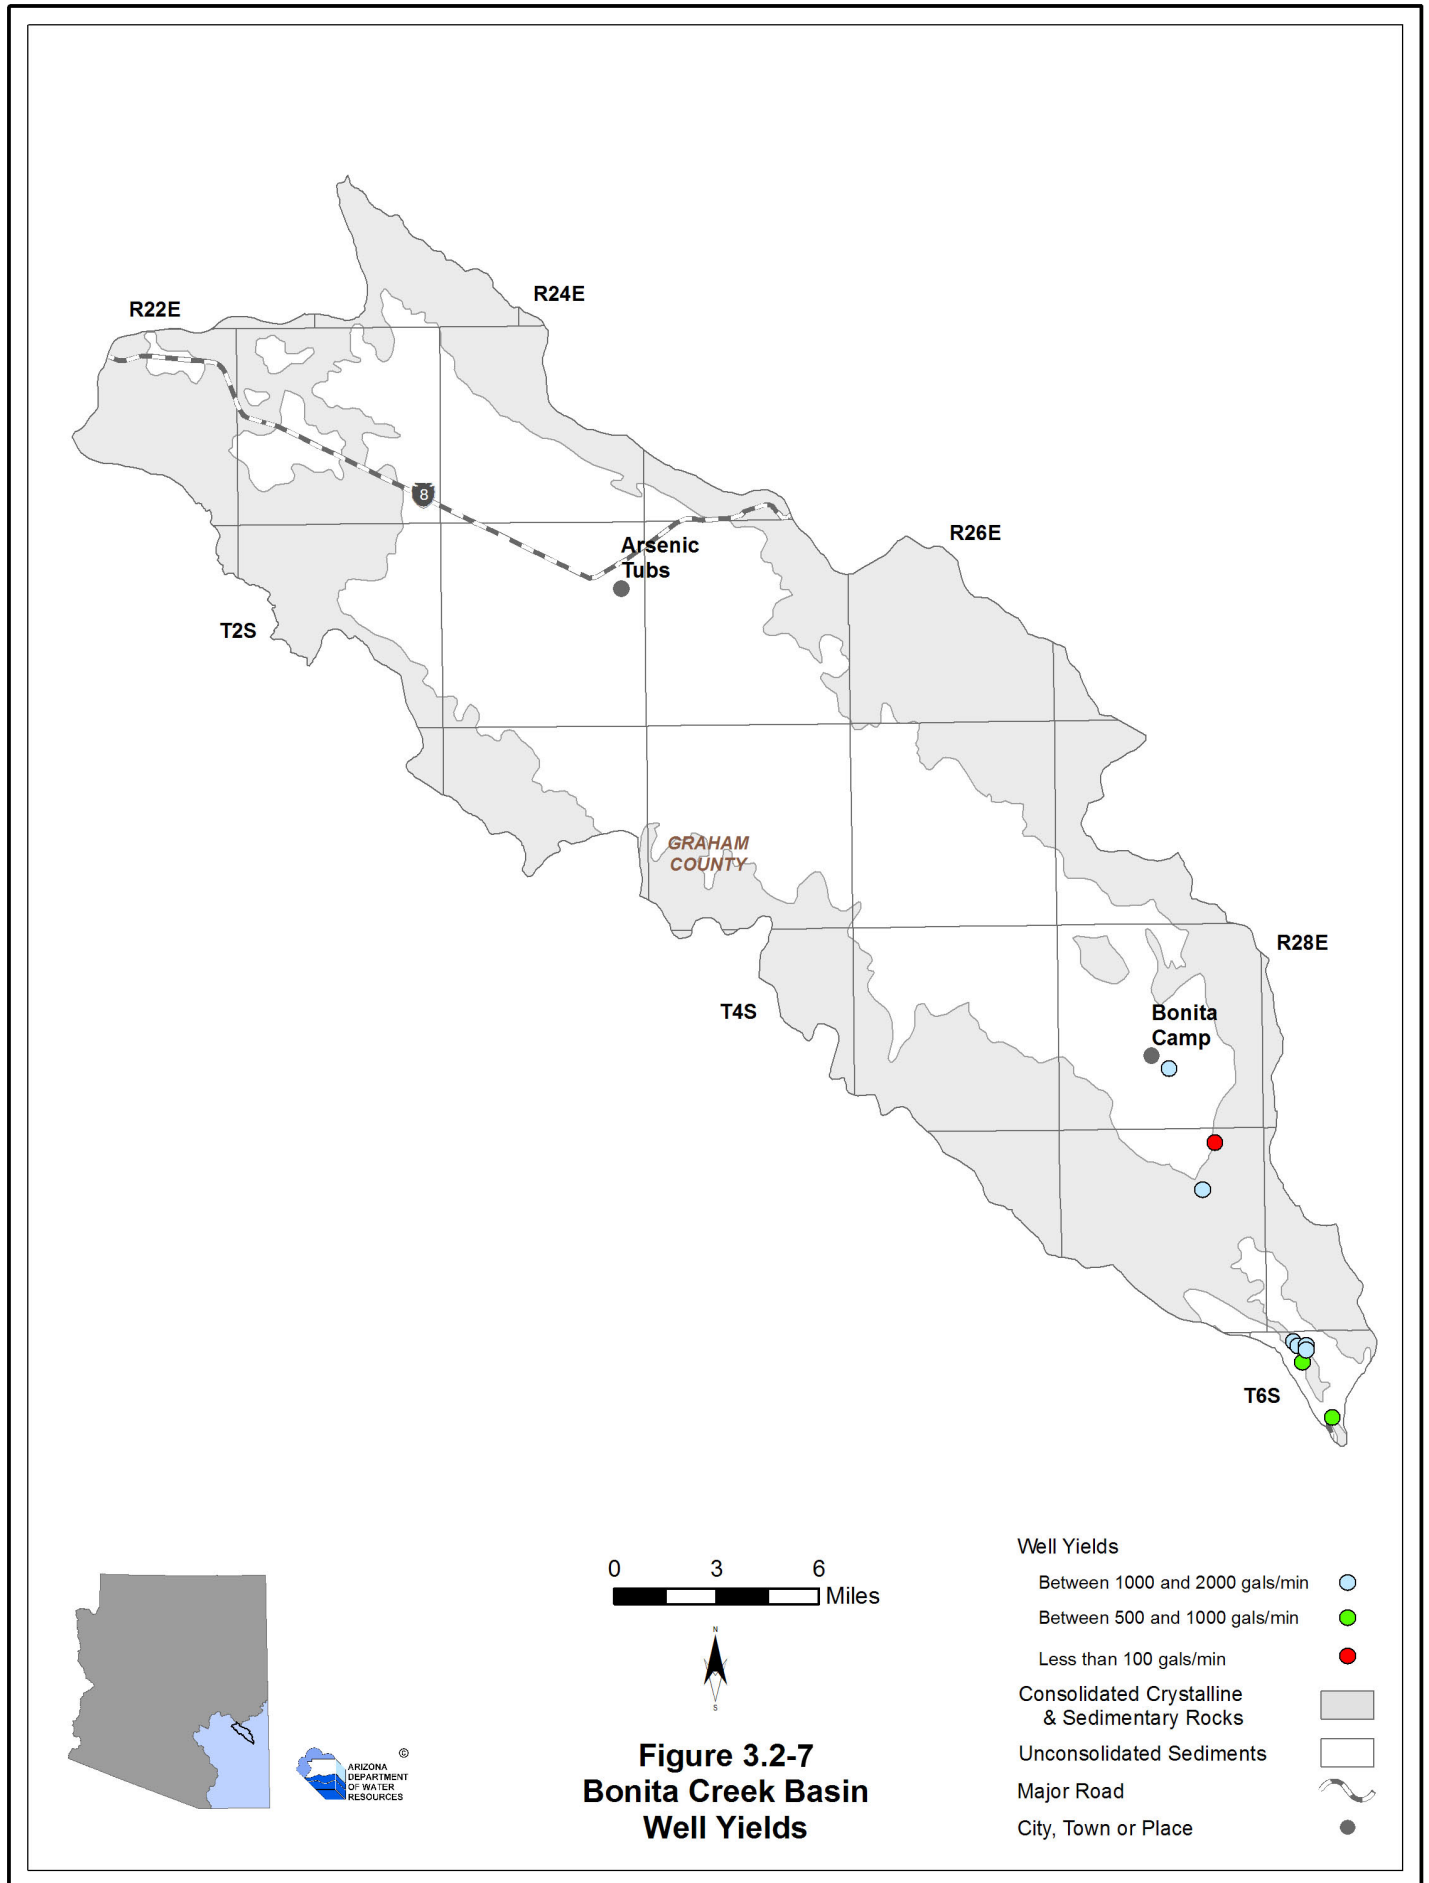 R22E
R24E
8
R26E
Arsenic
Tubs
T2S
GRAHAM
COUNTY
R28E
T4S
Bonita
Camp
T6S
Well Yields
Between 1000 and 2000 gals/min
Between 500 and 1000 gals/min
Less than 100 gals/min
Consolidated Crystalline
& Sedimentary Rocks
Unconsolidated Sediments
Major Road
City, Town or Place
0 3 6
Miles
N
S
©
ARIZONA
DEPARTMENT
OF WATER
RESOURCES
Figure 3.2-7
Bonita Creek Basin
Well Yields